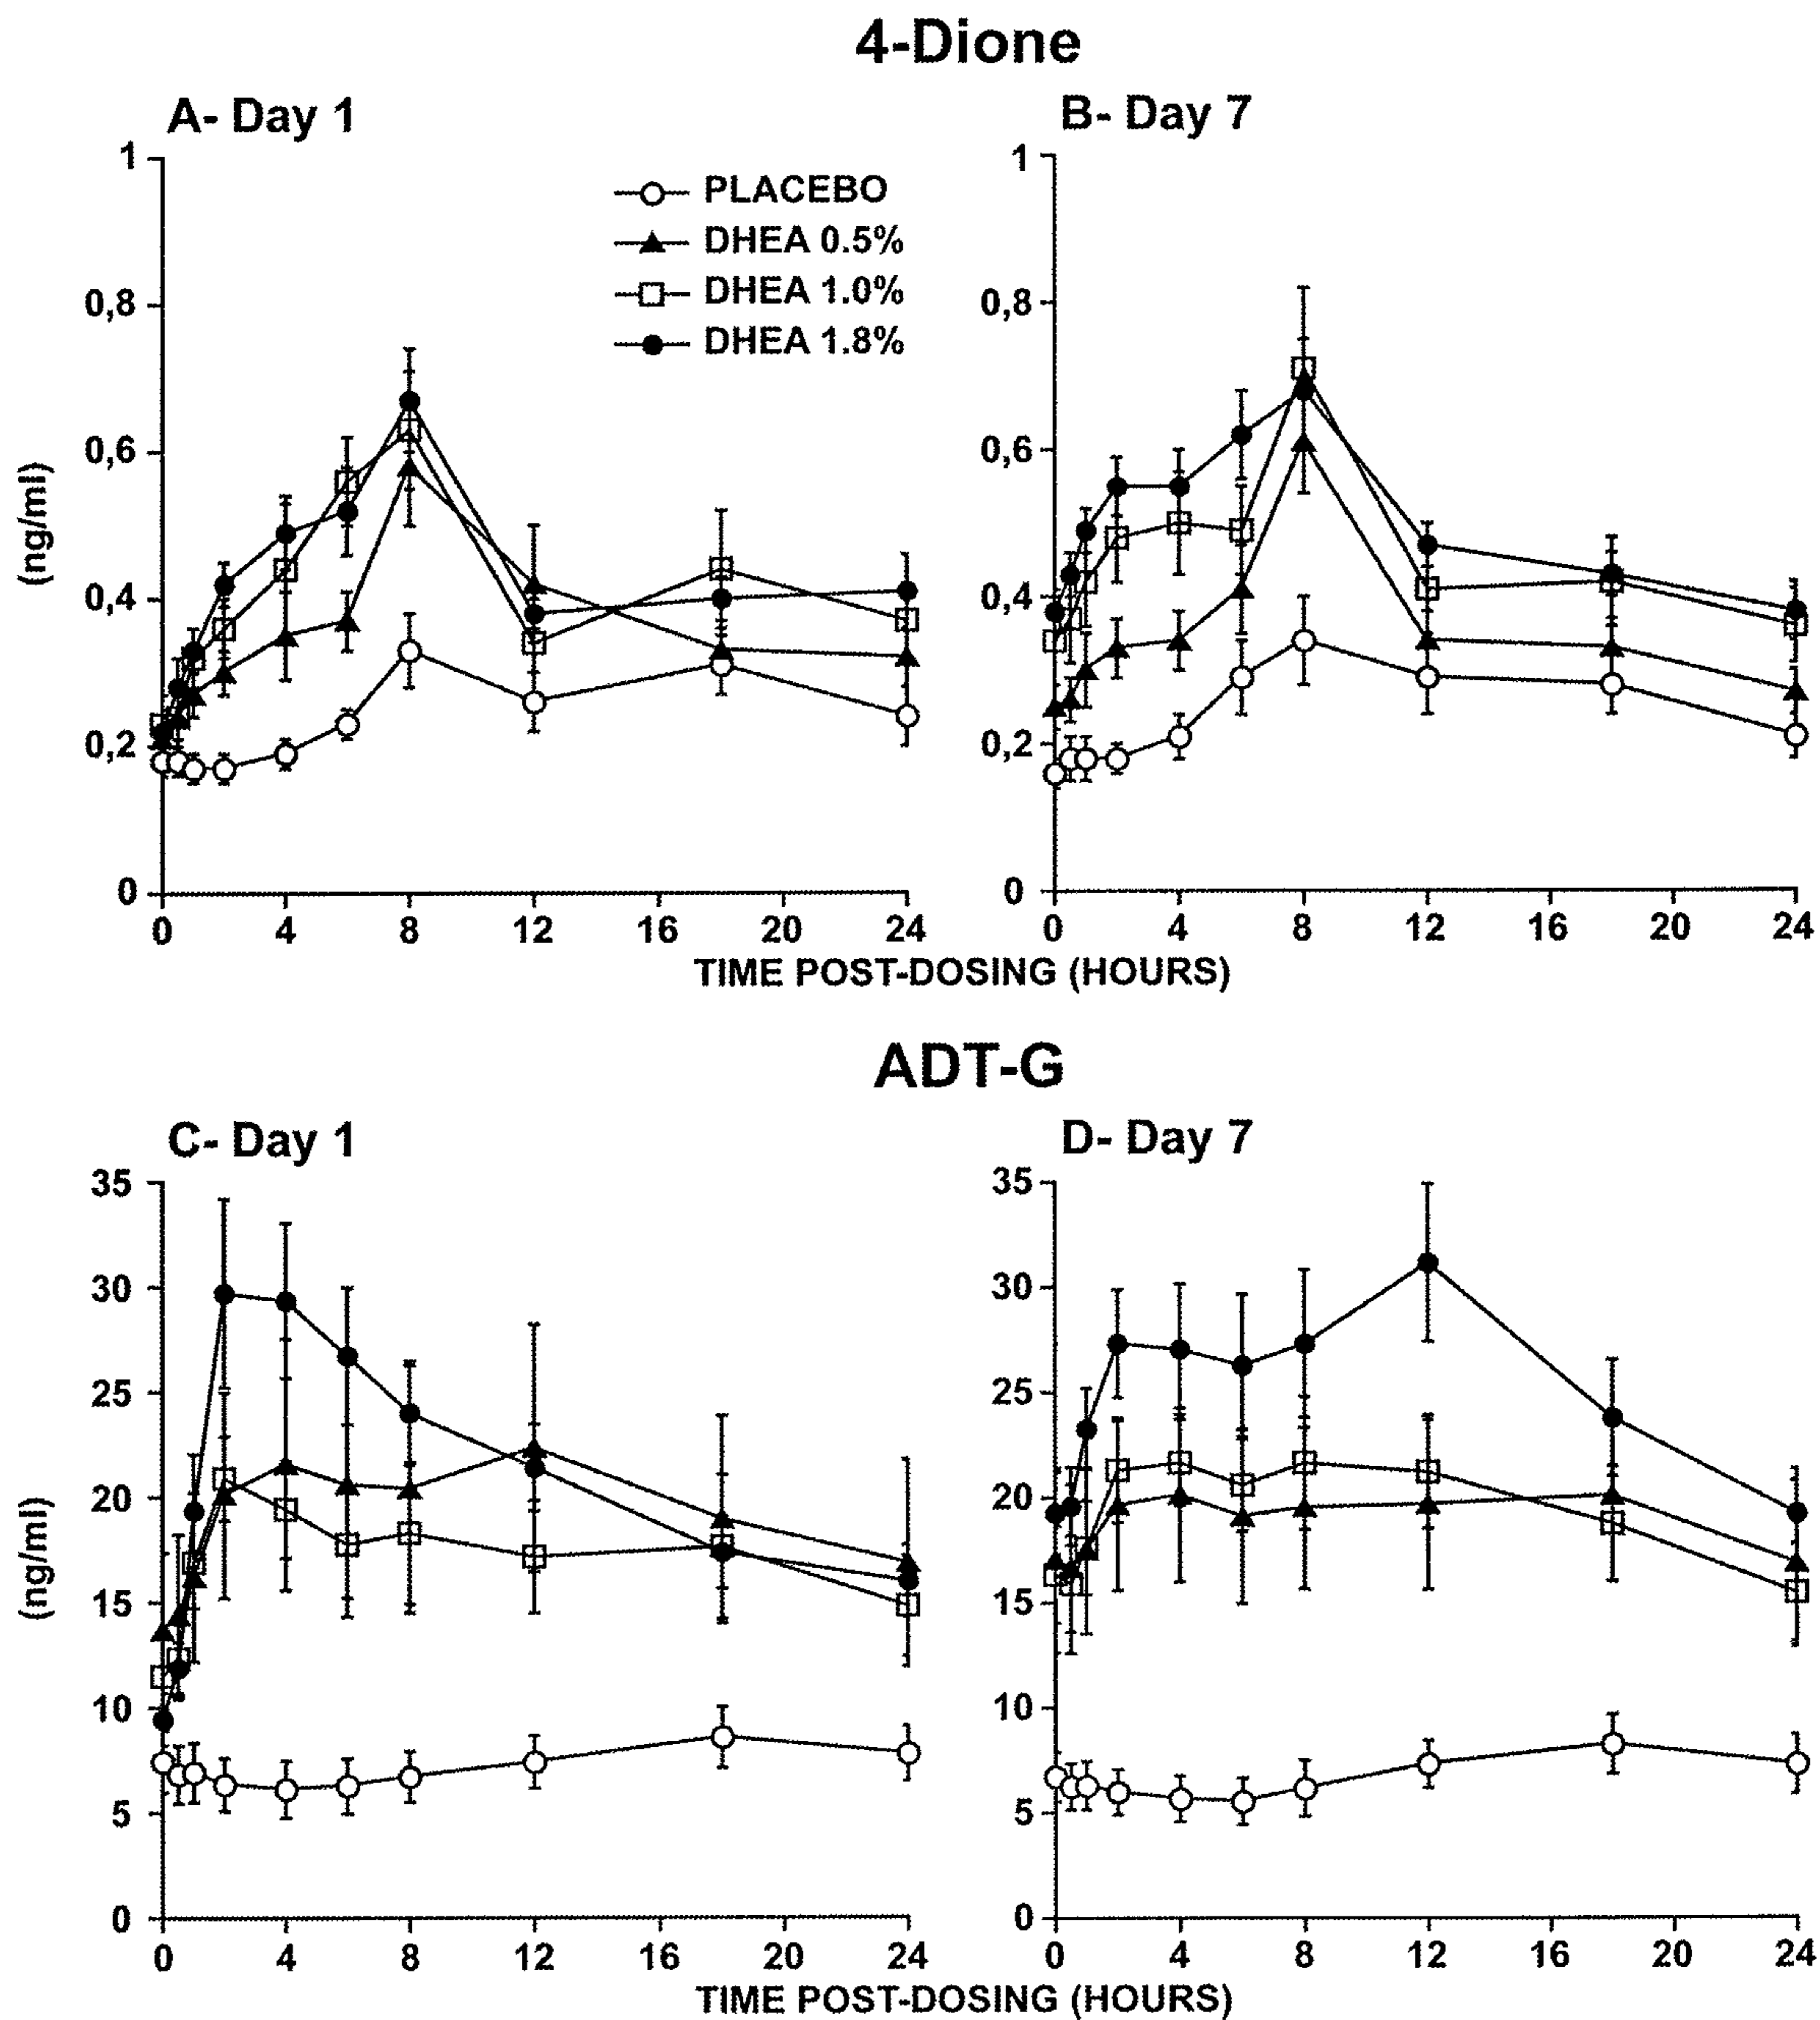 4-Dione
A- Day 1
B- Day 7
1
0,8
0,6
0,4
0,2
0
(ng/ml)
PLACEBO
DHEA 0.5%
DHEA 1.0%
DHEA 1.8%
1
0,8
0,6
0,4
0,2
0
0 4 8 12 16 20 24
0 4 8 12 16 20 24
TIME POST-DOSING (HOURS)
ADT-G
C- Day 1
D- Day 7
35
30
25
20
15
10
5
0
(ng/ml)
35
30
25
20
15
10
5
0
0 4 8 12 16 20 24
0 4 8 12 16 20 24
TIME POST-DOSING (HOURS)